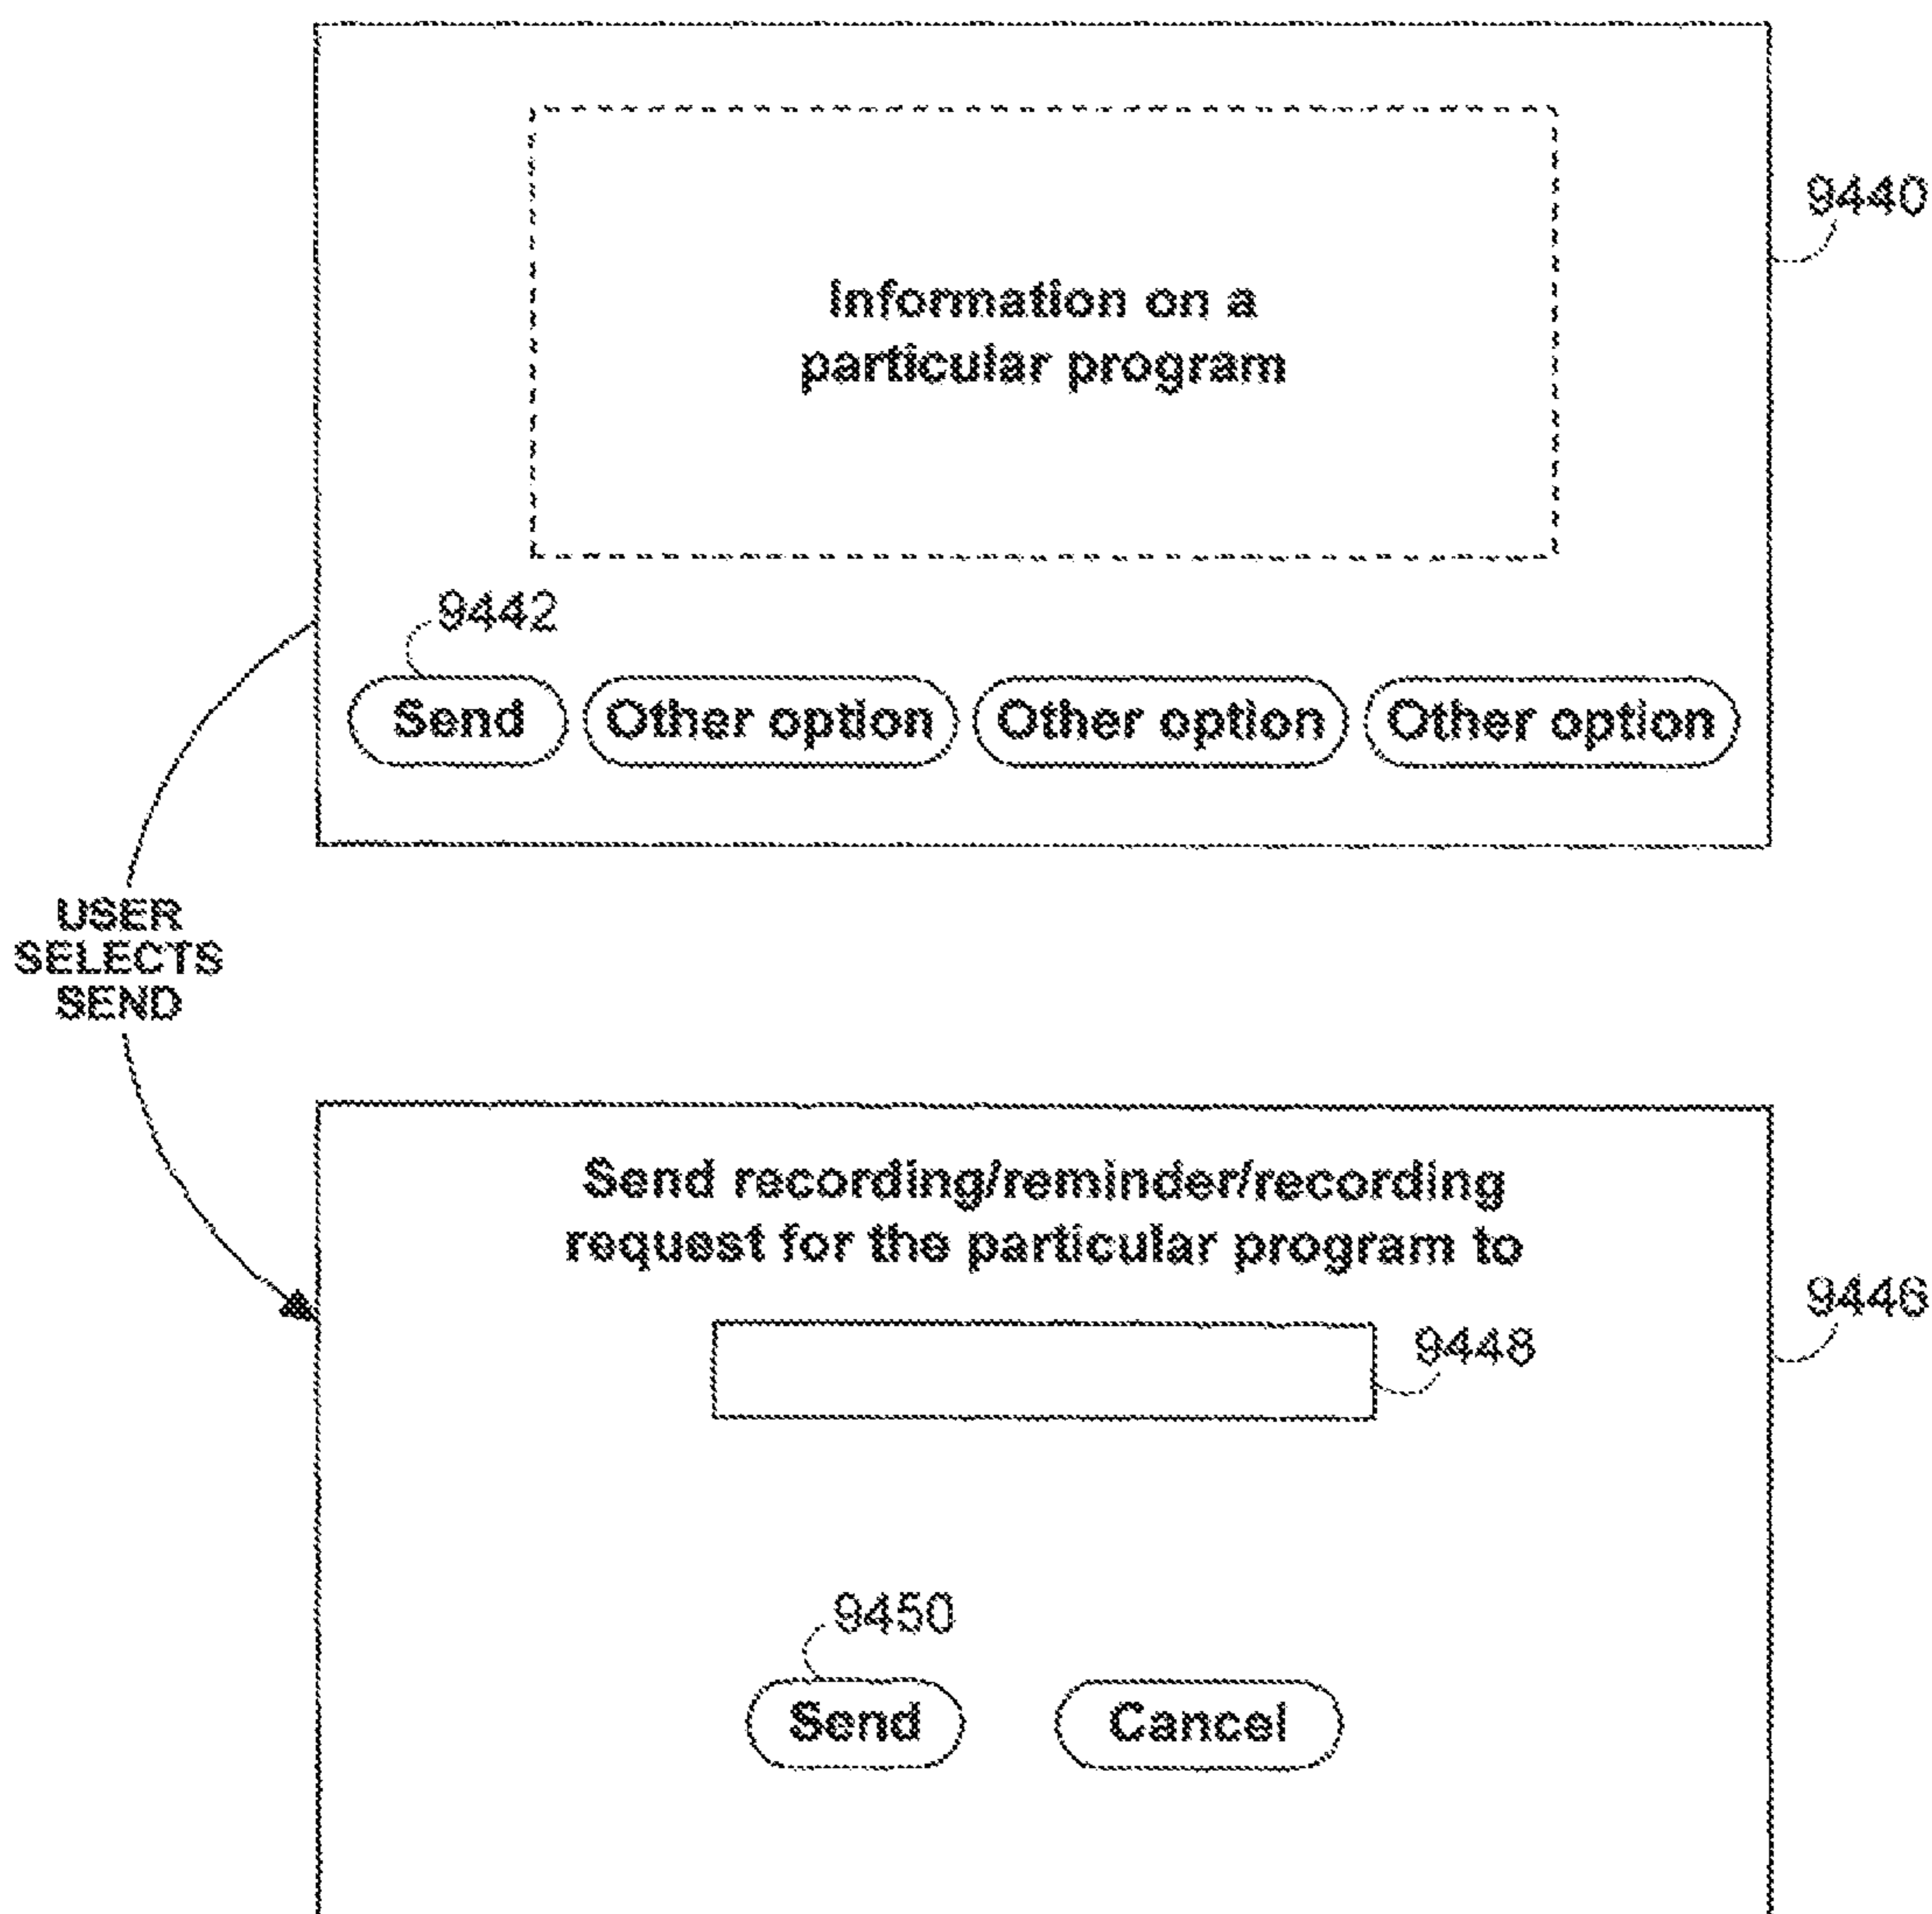 9440
Information on a
particular program
9442
Send Other option Other option Other option
USER
SELECTS
SEND
Send recording/reminder/recording
request for the particular program to
9446
9448
9450
Send Cancel